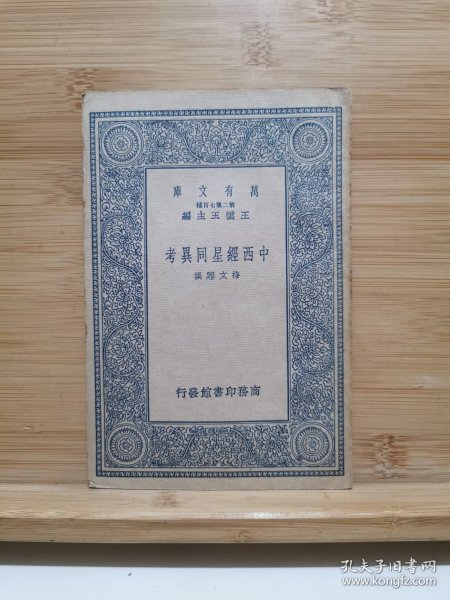 庫文有萬
種百七集二第
編主五雲王
考異同星經西中
撰鼏文梅
行發館書印務商
孔夫子旧书网
www.kongfz.com